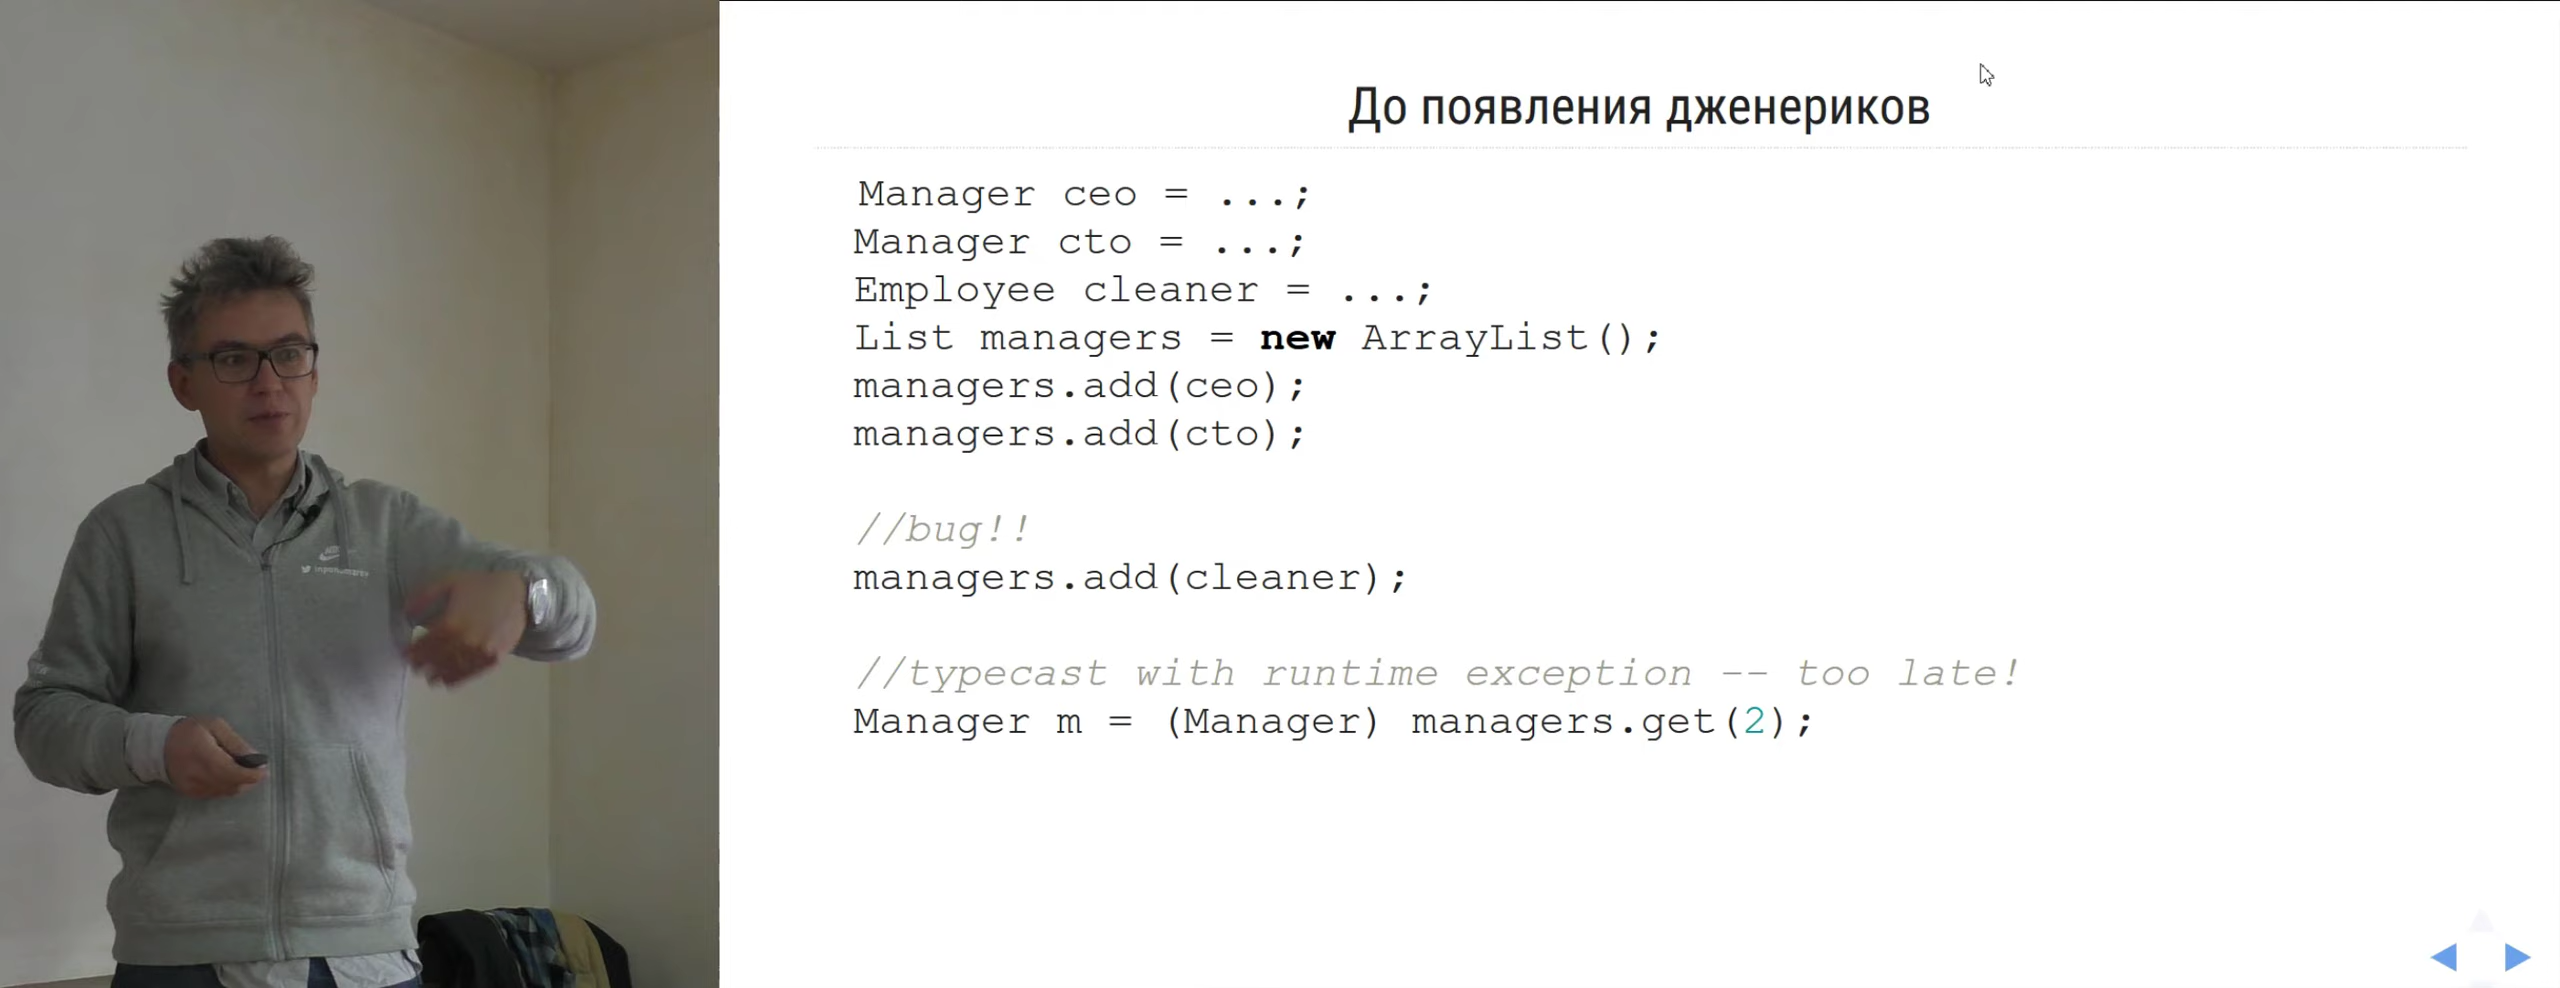 До появления дженериков
Manager ceo = ...;
Manager cto = ...;
Employee cleaner = ...;
List managers = new ArrayList();
managers.add(ceo);
managers.add(cto);
//bug!!
managers.add(cleaner);
//typecast with runtime exception -- too late!
Manager m = (Manager) managers.get(2);